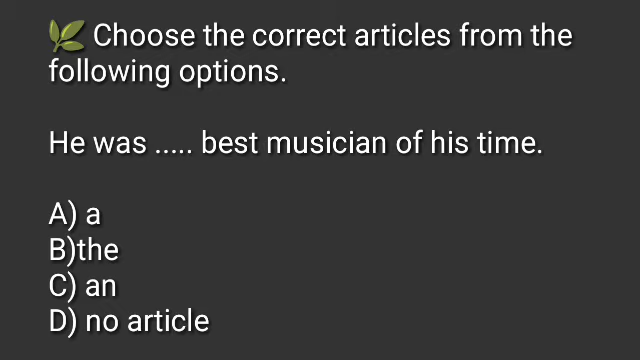 🌿 Choose the correct articles from the
following options.
He was ..... best musician of his time.
A) a
B)the
C) an
D) no article